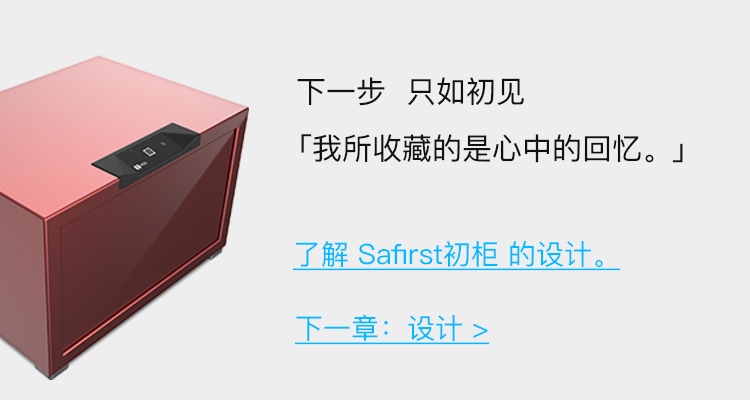 下一步 只如初见
「我所收藏的是心中的回忆。」
了解 Safirst初柜 的设计。
下一章：设计 >